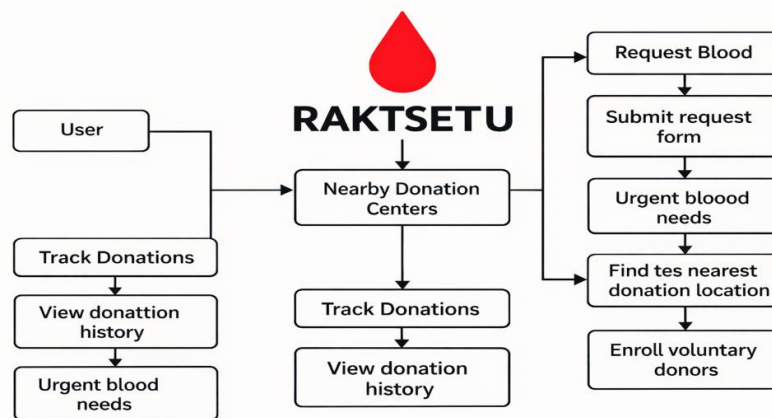 RAKTSETU
User
Track Donations
View donattion
history
Urgent blood
needs
Nearby Donation
Centers
Track Donations
View donation
history
Request Blood
Submit request
form
Urgent bloood
needs
Find tes nearest
donation location
Enroll voluntary
donors